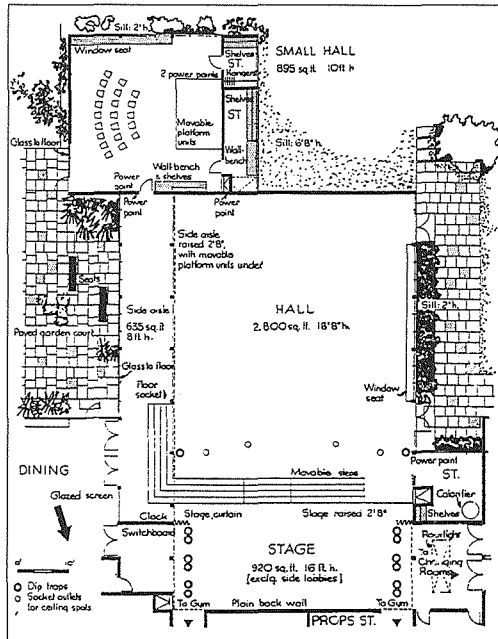 Sill: 2' h.
Window seat
Shelves
ST.
Hangers
SMALL HALL
895 sq. ft. 10 ft h
2 power points
Shelves
ST
Movable
platform
units
Glass to floor
Wall-
bench
Sill: 6'8" h.
Wall-bench
& shelves
Power
point
Power
point
Power
point
Side aisle
raised 2'8",
with movable
platform units under
Seats
HALL
2,800 sq. ft. 18'8" h.
Sill: 2' h.
Side aisle
635 sq. ft
8 ft h.
Paved garden court
Glass to floor
Floor
socket
Window
seat
Power point
ST.
DINING
Movable steps
Calorifier
Glazed screen
Clock
Stage curtain
Stage raised 2'8"
Shelves
Switchboard
STAGE
920 sq. ft. 16 ft h.
[exclg. side lobbies]
Rooflight
To
Changing
Rooms
0' 10'
Dip traps
Socket outlets
for ceiling spots
To Gym
Plain back wall
To Gym
PROPS ST.